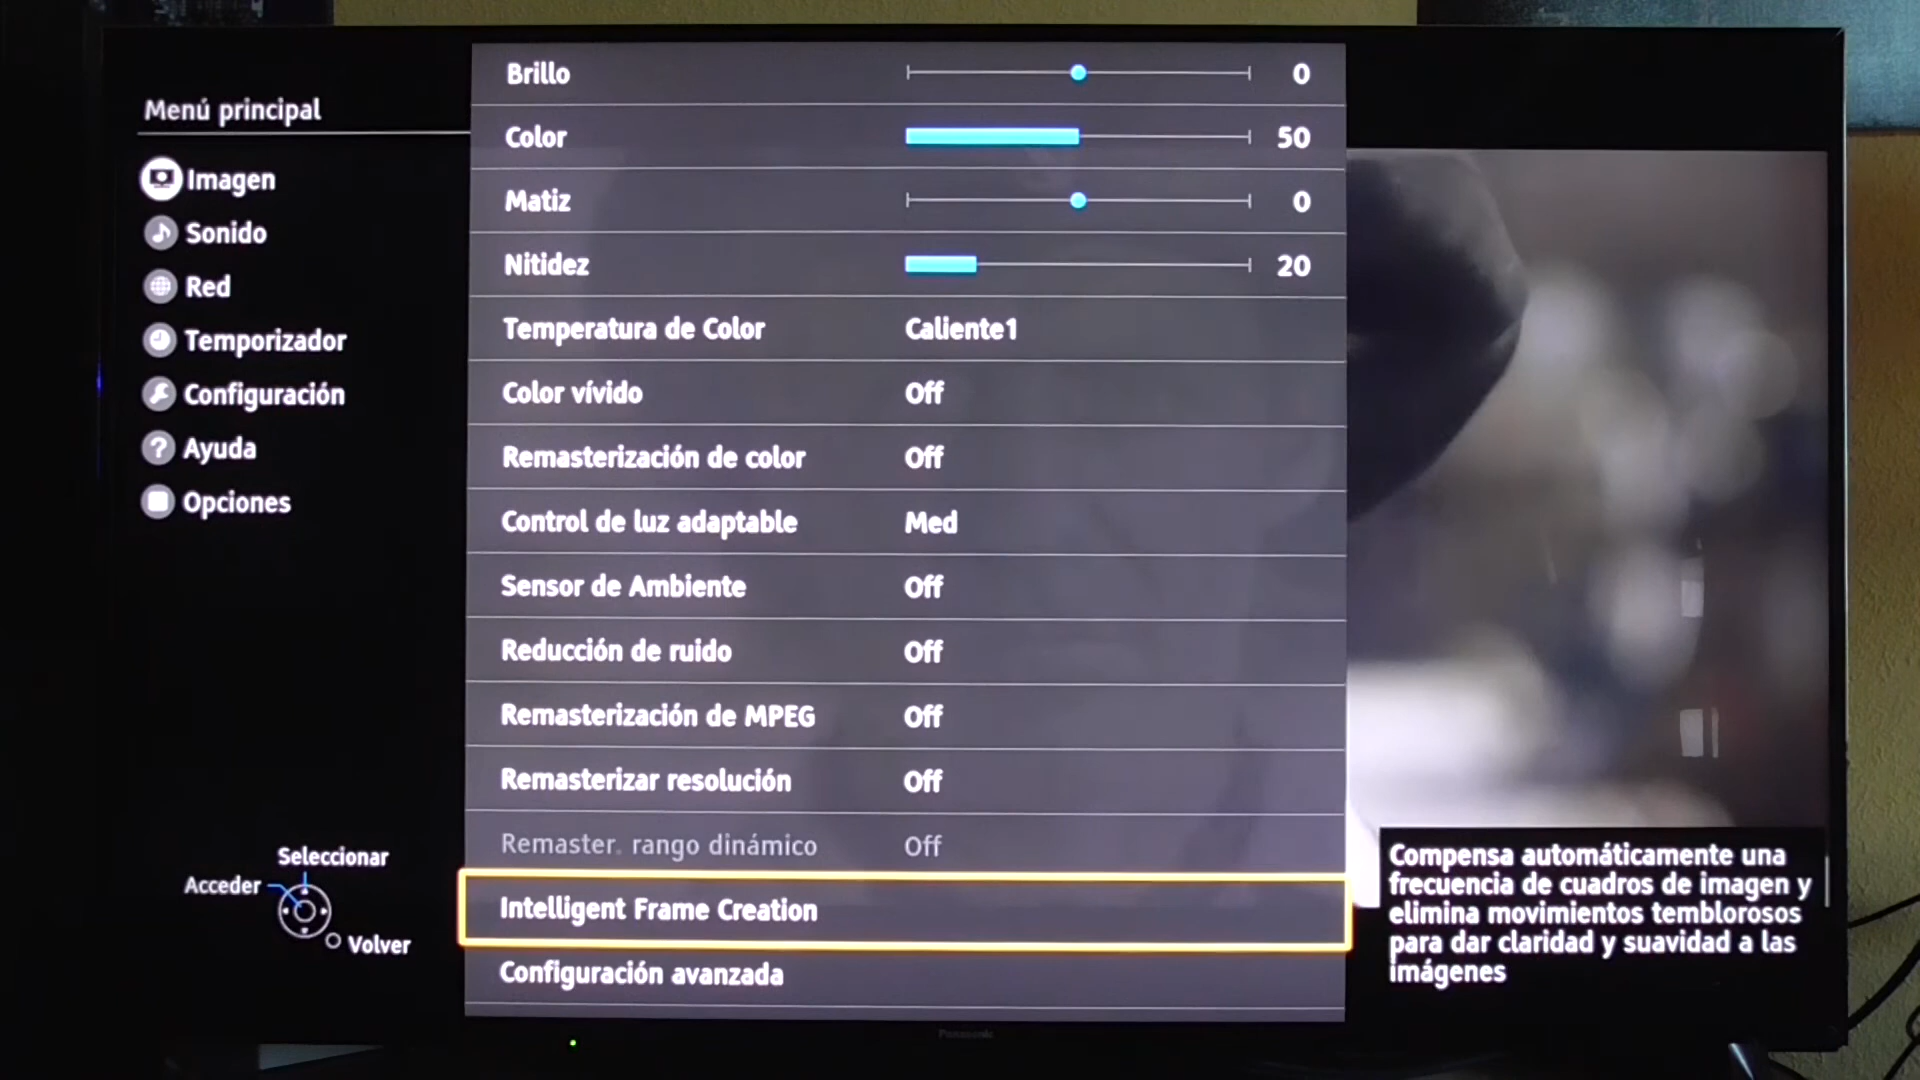 Menú principal
Imagen
Sonido
Red
Temporizador
Configuración
Ayuda
Opciones
Seleccionar
Acceder
Volver
Brillo 0
Color 50
Matiz 0
Nitidez 20
Temperatura de Color Caliente1
Color vívido Off
Remasterización de color Off
Control de luz adaptable Med
Sensor de Ambiente Off
Reducción de ruido Off
Remasterización de MPEG Off
Remasterizar resolución Off
Remaster. rango dinámico Off
Intelligent Frame Creation
Configuración avanzada
Compensa automáticamente una
frecuencia de cuadros de imagen y
elimina movimientos temblorosos
para dar claridad y suavidad a las
imágenes
Panasonic